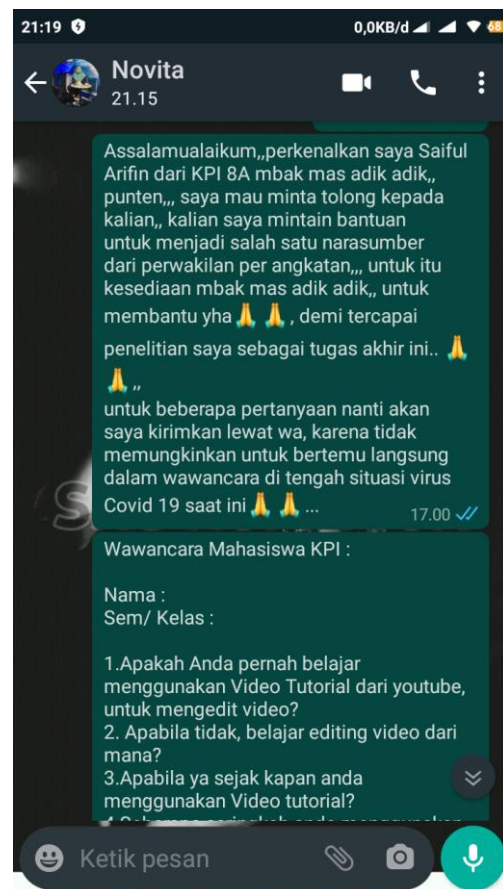 21:19
0,0KB/d
68
Novita
21.15
Assalamualaikum,,perkenalkan saya Saiful
Arifin dari KPI 8A mbak mas adik adik,,
punten,,, saya mau minta tolong kepada
kalian,, kalian saya mintain bantuan
untuk menjadi salah satu narasumber
dari perwakilan per angkatan,,, untuk itu
kesediaan mbak mas adik adik,, untuk
membantu yha🙏 🙏 , demi tercapai
penelitian saya sebagai tugas akhir ini.. 🙏
🙏 ,,
untuk beberapa pertanyaan nanti akan
saya kirimkan lewat wa, karena tidak
memungkinkan untuk bertemu langsung
dalam wawancara di tengah situasi virus
Covid 19 saat ini🙏 🙏 ...
17.00
Wawancara Mahasiswa KPI :
Nama :
Sem/ Kelas :
1.Apakah Anda pernah belajar
menggunakan Video Tutorial dari youtube,
untuk mengedit video?
2. Apabila tidak, belajar editing video dari
mana?
3.Apabila ya sejak kapan anda
menggunakan Video tutorial?
Ketik pesan